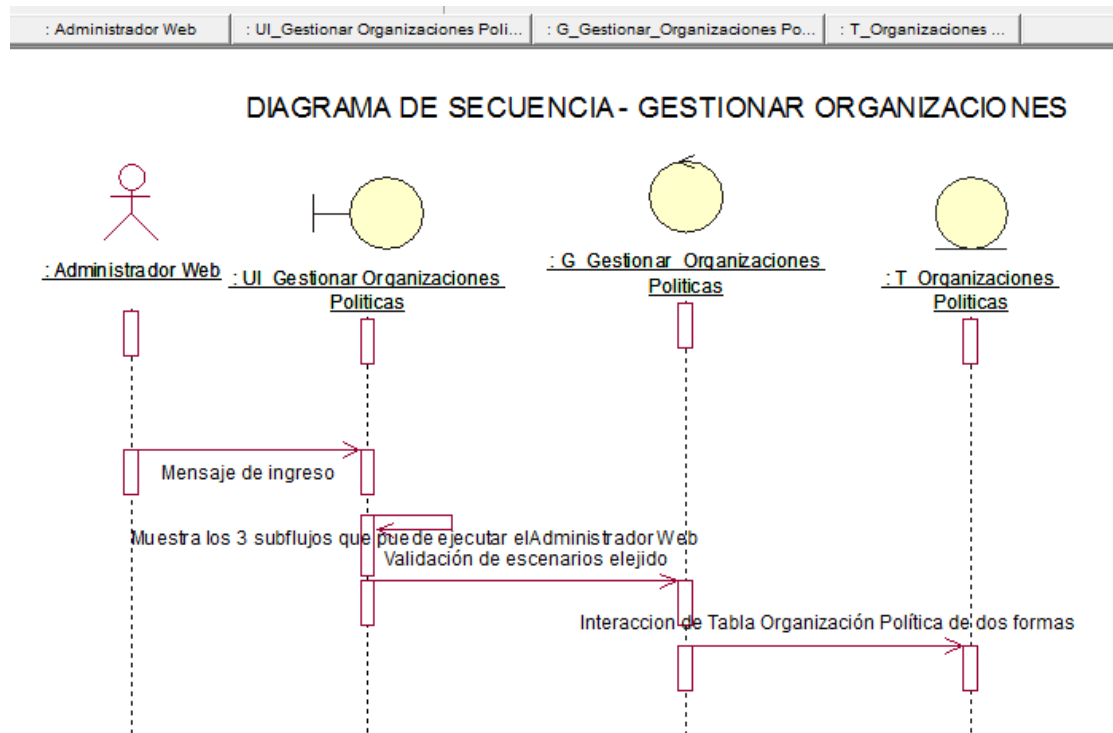 : Administrador Web
: UI_Gestionar Organizaciones Poli...
: G_Gestionar_Organizaciones Po...
: T_Organizaciones ...
DIAGRAMA DE SECUENCIA - GESTIONAR ORGANIZACIONES
: Administrador Web
: UI_Gestionar Organizaciones
Politicas
: G_Gestionar_Organizaciones
Politicas
: T_Organizaciones
Politicas
Mensaje de ingreso
Muestra los 3 subflujos que puede ejecutar elAdministrador Web
Validación de escenarios elejido
Interaccion de Tabla Organización Política de dos formas